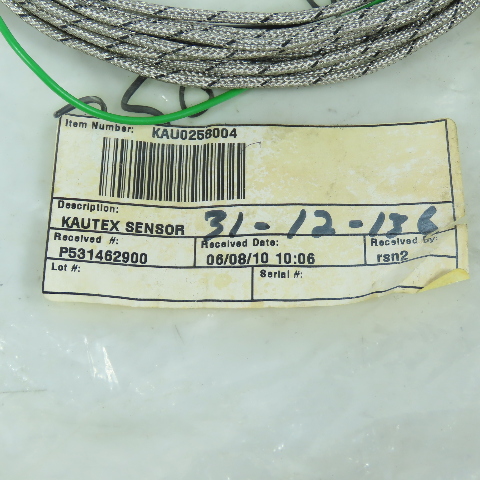 Item Number: KAU0258004
Description:
KAUTEX SENSOR 31-12-136
Received #: Received Date: Received By:
P531462900 06/08/10 10:06 rsn2
Lot #: Serial #: